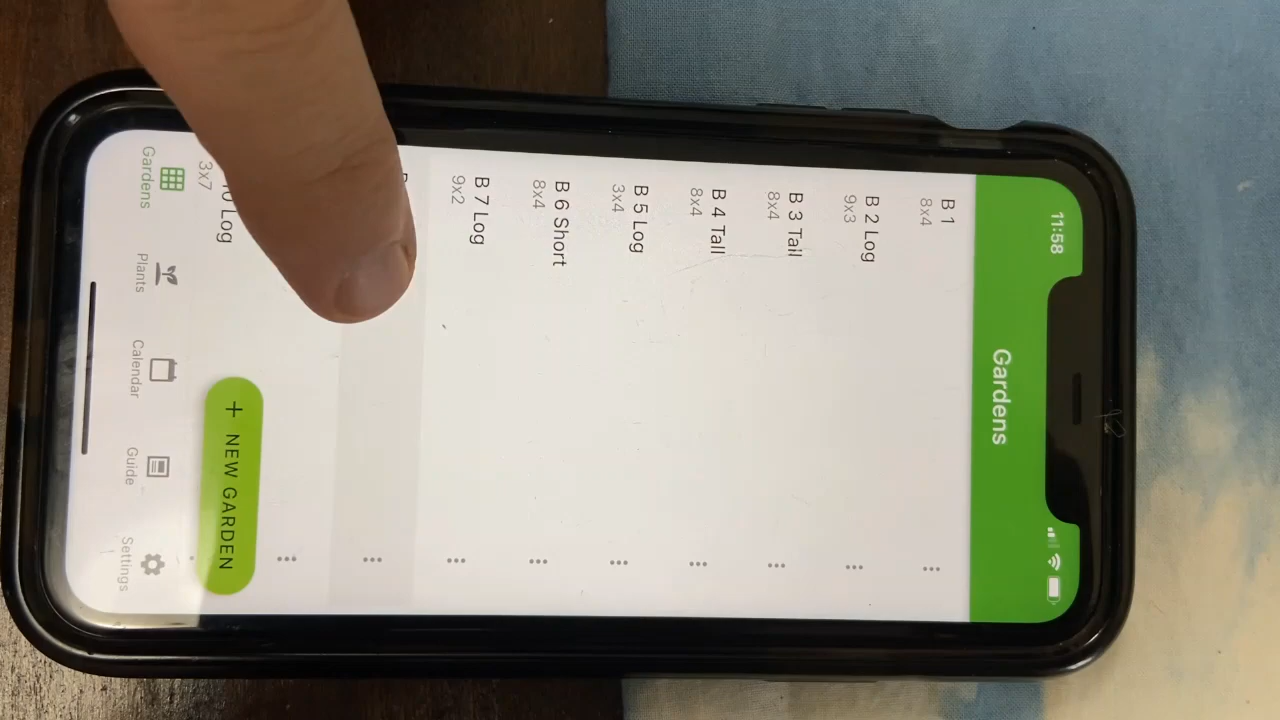 11:58
Gardens
B 1
8x4
B 2 Log
9x3
B 3 Tall
8x4
B 4 Tall
8x4
B 5 Log
3x4
B 6 Short
8x4
B 7 Log
9x2
Log
3x7
+ NEW GARDEN
Gardens
Plants
Calendar
Guide
Settings